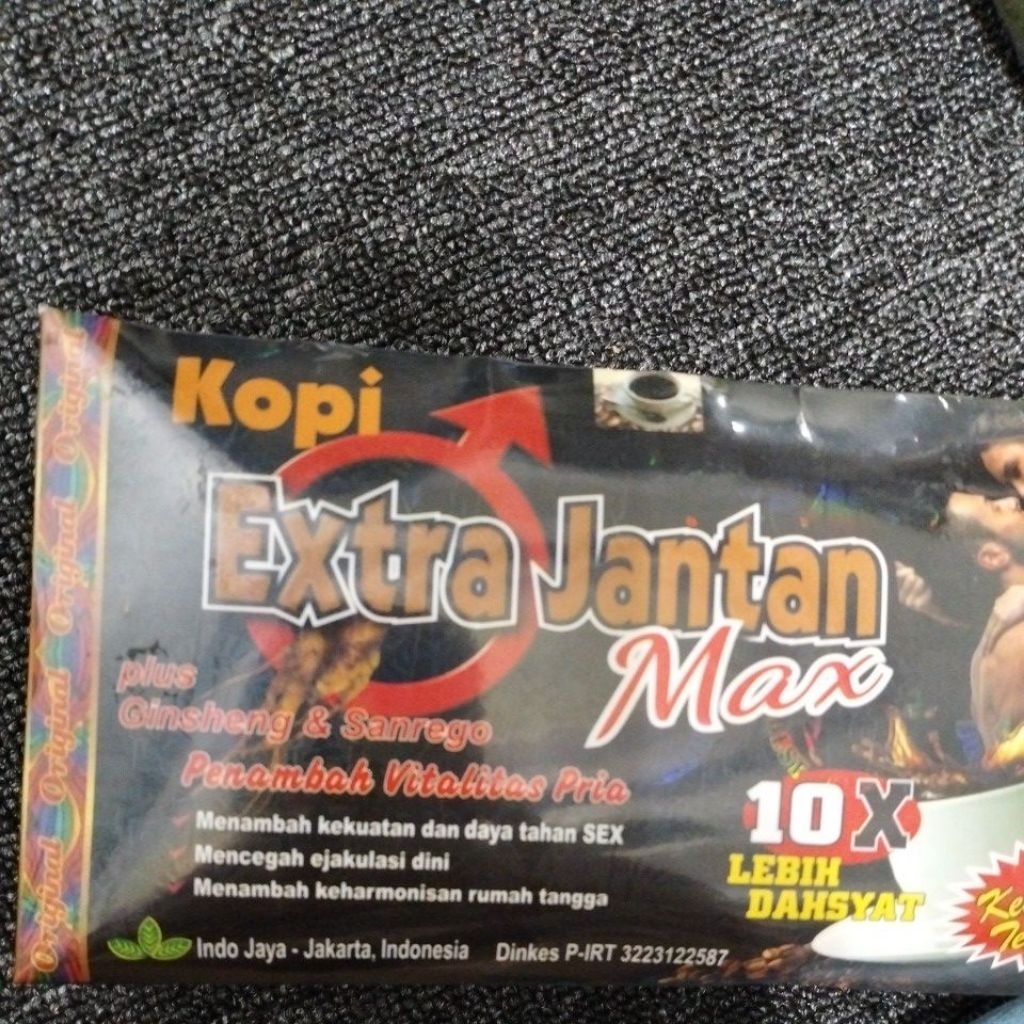 Original Original Original Original
Kopi
Extra Jantan
Max
plus
Ginsheng & Sanrego
Penambah Vitalitas Pria
Menambah kekuatan dan daya tahan SEX
Mencegah ejakulasi dini
Menambah keharmonisan rumah tangga
10X
LEBIH
DAHSYAT
Indo Jaya - Jakarta, Indonesia Dinkes P-IRT 3223122587